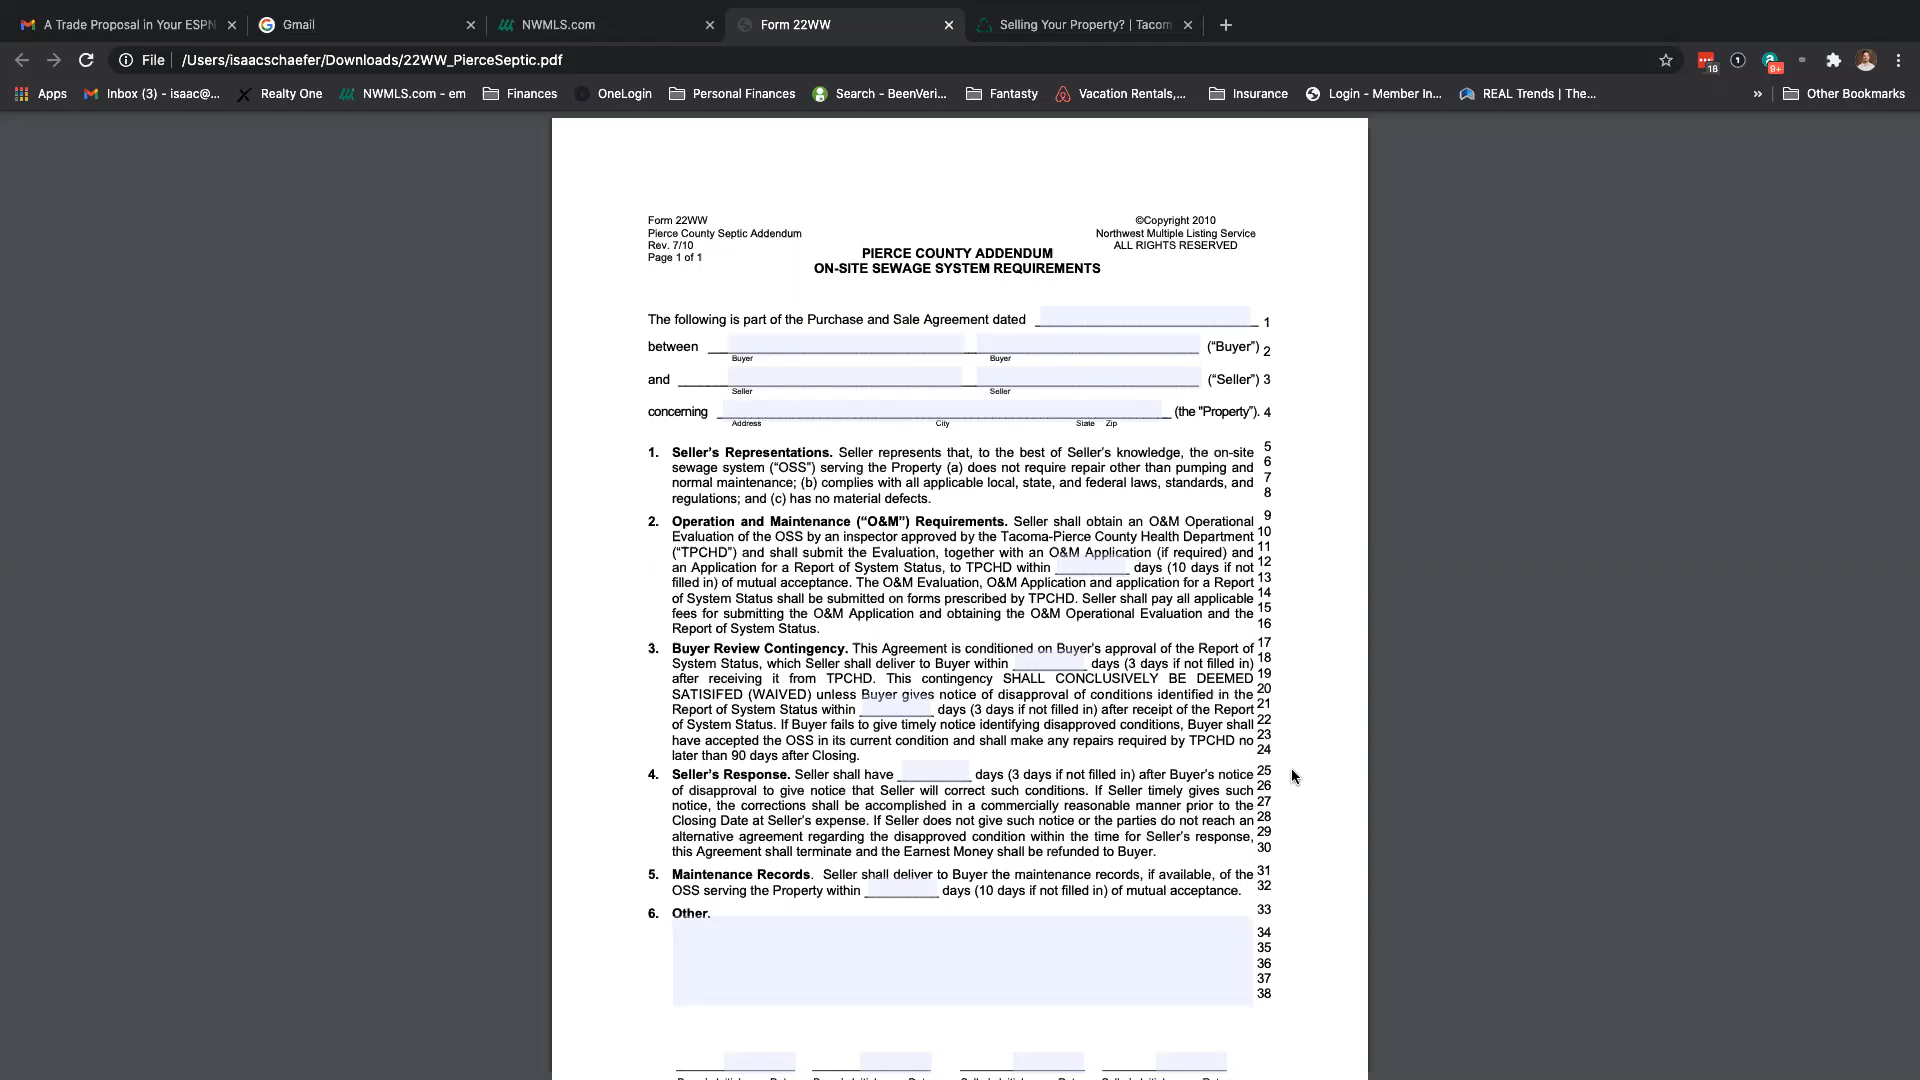 A Trade Proposal in Your ESPN
Gmail
NWMLS.com
Form 22WW
Selling Your Property? | Tacom
File
/Users/isaacschaefer/Downloads/22WW_PierceSeptic.pdf
18
9+
Apps
Inbox (3) - isaac@...
Realty One
NWMLS.com - em
Finances
OneLogin
Personal Finances
Search - BeenVeri...
Fantasty
Vacation Rentals,...
Insurance
Login - Member In...
REAL Trends | The...
»
Other Bookmarks
Form 22WW
Pierce County Septic Addendum
Rev. 7/10
Page 1 of 1
©Copyright 2010
Northwest Multiple Listing Service
ALL RIGHTS RESERVED
PIERCE COUNTY ADDENDUM
ON-SITE SEWAGE SYSTEM REQUIREMENTS
The following is part of the Purchase and Sale Agreement dated 1
between (“Buyer”) 2
Buyer Buyer
and (“Seller”) 3
Seller Seller
concerning (the "Property"). 4
Address City State Zip
1. Seller’s Representations. Seller represents that, to the best of Seller’s knowledge, the on-site 5
sewage system (“OSS”) serving the Property (a) does not require repair other than pumping and 6
normal maintenance; (b) complies with all applicable local, state, and federal laws, standards, and 7
regulations; and (c) has no material defects. 8
2. Operation and Maintenance (“O&M”) Requirements. Seller shall obtain an O&M Operational 9
Evaluation of the OSS by an inspector approved by the Tacoma-Pierce County Health Department 10
(“TPCHD”) and shall submit the Evaluation, together with an O&M Application (if required) and 11
an Application for a Report of System Status, to TPCHD within days (10 days if not 12
filled in) of mutual acceptance. The O&M Evaluation, O&M Application and application for a Report 13
of System Status shall be submitted on forms prescribed by TPCHD. Seller shall pay all applicable 14
fees for submitting the O&M Application and obtaining the O&M Operational Evaluation and the 15
Report of System Status. 16
3. Buyer Review Contingency. This Agreement is conditioned on Buyer’s approval of the Report of 17
System Status, which Seller shall deliver to Buyer within days (3 days if not filled in) 18
after receiving it from TPCHD. This contingency SHALL CONCLUSIVELY BE DEEMED 19
SATISIFED (WAIVED) unless Buyer gives notice of disapproval of conditions identified in the 20
Report of System Status within days (3 days if not filled in) after receipt of the Report 21
of System Status. If Buyer fails to give timely notice identifying disapproved conditions, Buyer shall 22
have accepted the OSS in its current condition and shall make any repairs required by TPCHD no 23
later than 90 days after Closing. 24
4. Seller’s Response. Seller shall have days (3 days if not filled in) after Buyer’s notice 25
of disapproval to give notice that Seller will correct such conditions. If Seller timely gives such 26
notice, the corrections shall be accomplished in a commercially reasonable manner prior to the 27
Closing Date at Seller’s expense. If Seller does not give such notice or the parties do not reach an 28
alternative agreement regarding the disapproved condition within the time for Seller’s response, 29
this Agreement shall terminate and the Earnest Money shall be refunded to Buyer. 30
5. Maintenance Records. Seller shall deliver to Buyer the maintenance records, if available, of the 31
OSS serving the Property within days (10 days if not filled in) of mutual acceptance. 32
6. Other. 33
34
35
36
37
38